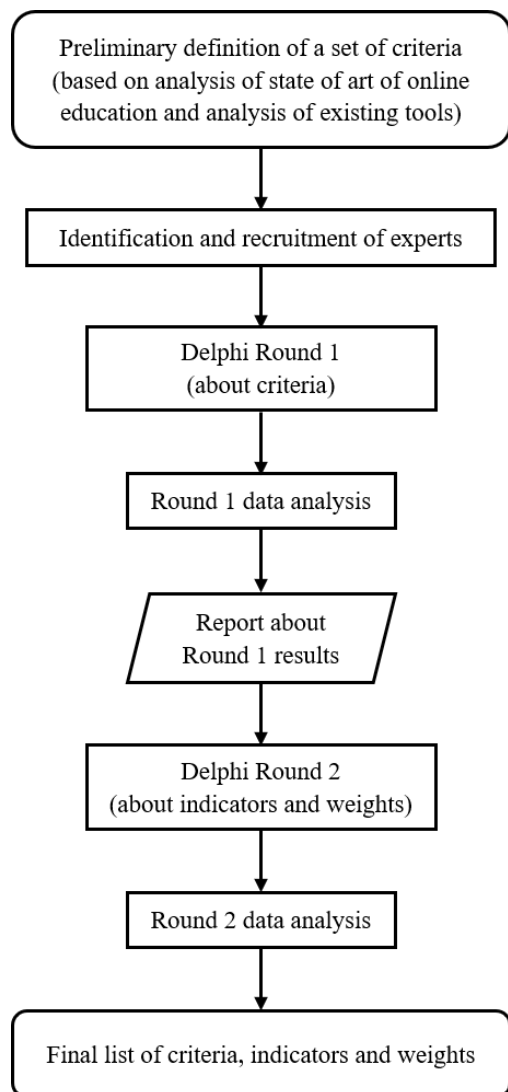 Preliminary definition of a set of criteria
(based on analysis of state of art of online
education and analysis of existing tools)
Identification and recruitment of experts
Delphi Round 1
(about criteria)
Round 1 data analysis
Report about
Round 1 results
Delphi Round 2
(about indicators and weights)
Round 2 data analysis
Final list of criteria, indicators and weights